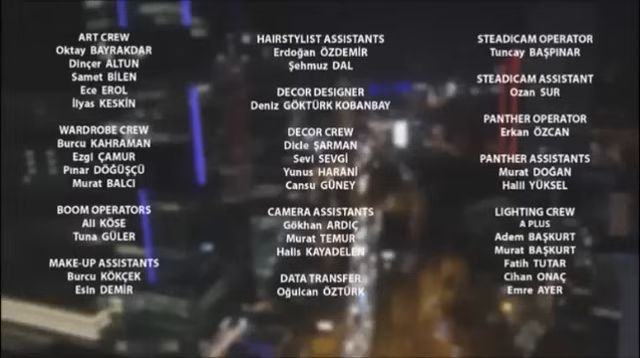 ART CREW
Oktay BAYRAKDAR
Dinçer ALTUN
Samet BİLEN
Ece EROL
İlyas KESKİN
WARDROBE CREW
Burcu KAHRAMAN
Ezgi ÇAMUR
Pınar DÖĞÜŞÇÜ
Murat BALCI
BOOM OPERATORS
Ali KÖSE
Tuna GÜLER
MAKE-UP ASSISTANTS
Burcu KÖKÇEK
Esin DEMİR
HAIRSTYLIST ASSISTANTS
Erdoğan ÖZDEMİR
Şehmuz DAL
DECOR DESIGNER
Deniz GÖKTÜRK KOBANBAY
DECOR CREW
Dicle ŞARMAN
Sevi SEVGİ
Yunus HARANİ
Cansu GÜNEY
CAMERA ASSISTANTS
Gökhan ARDIÇ
Murat TEMUR
Halis KAYADELEN
DATA TRANSFER
Oğulcan ÖZTÜRK
STEADICAM OPERATOR
Tuncay BAŞPINAR
STEADICAM ASSISTANT
Ozan SUR
PANTHER OPERATOR
Erkan ÖZCAN
PANTHER ASSISTANTS
Murat DOĞAN
Halil YÜKSEL
LIGHTING CREW
A PLUS
Adem BAŞKURT
Murat BAŞKURT
Fatih TUTAR
Cihan ONAÇ
Emre AYER